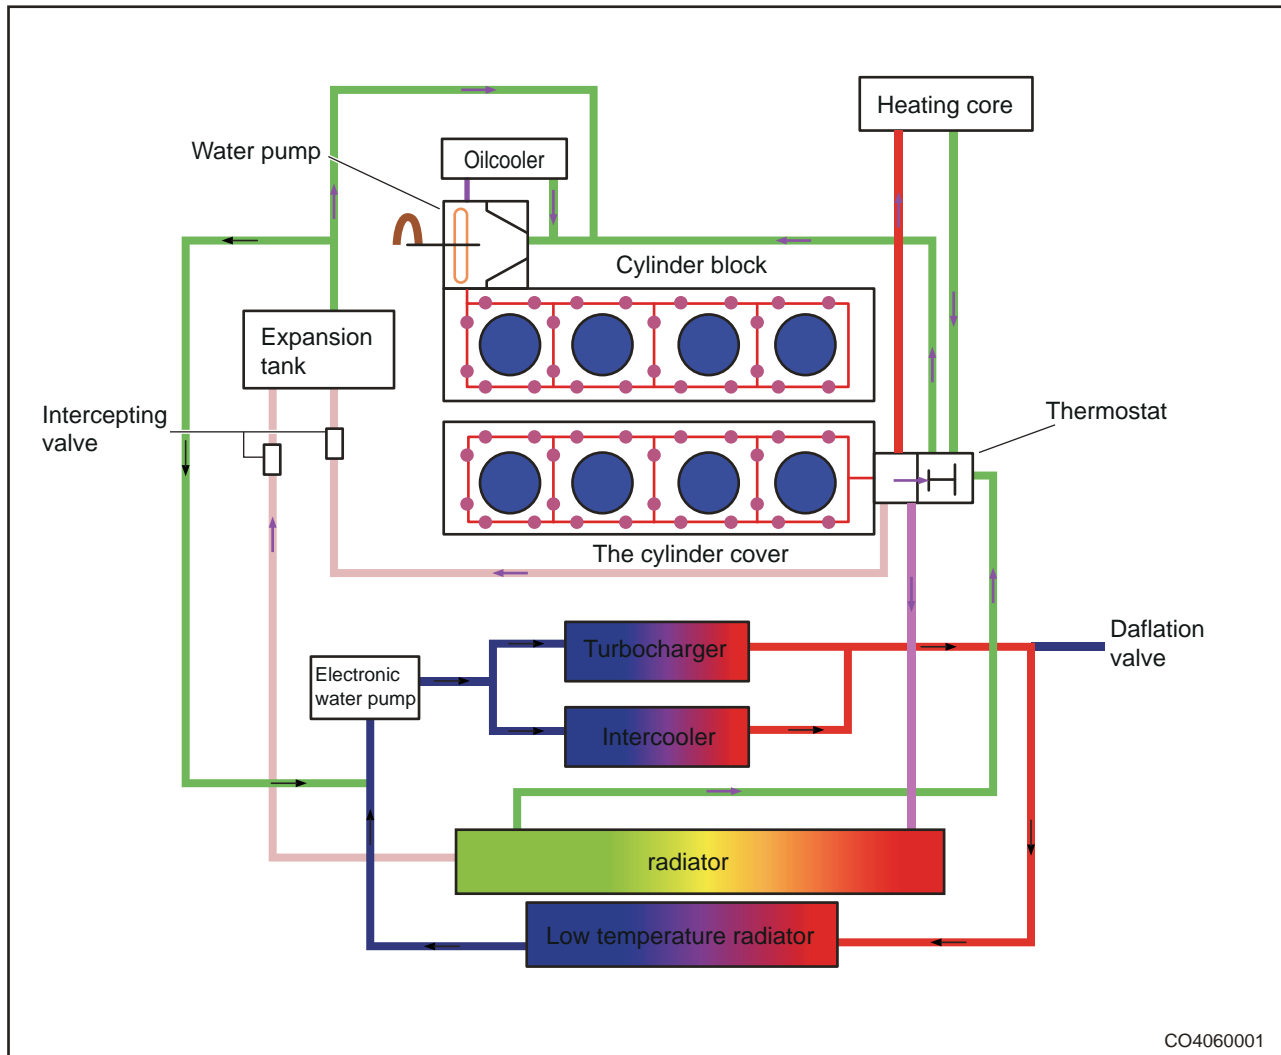 Heating core
Water pump
Oilcooler
Cylinder block
Expansion
tank
Intercepting
valve
Thermostat
The cylinder cover
Turbocharger
Daflation
valve
Electronic
water pump
Intercooler
radiator
Low temperature radiator
CO4060001